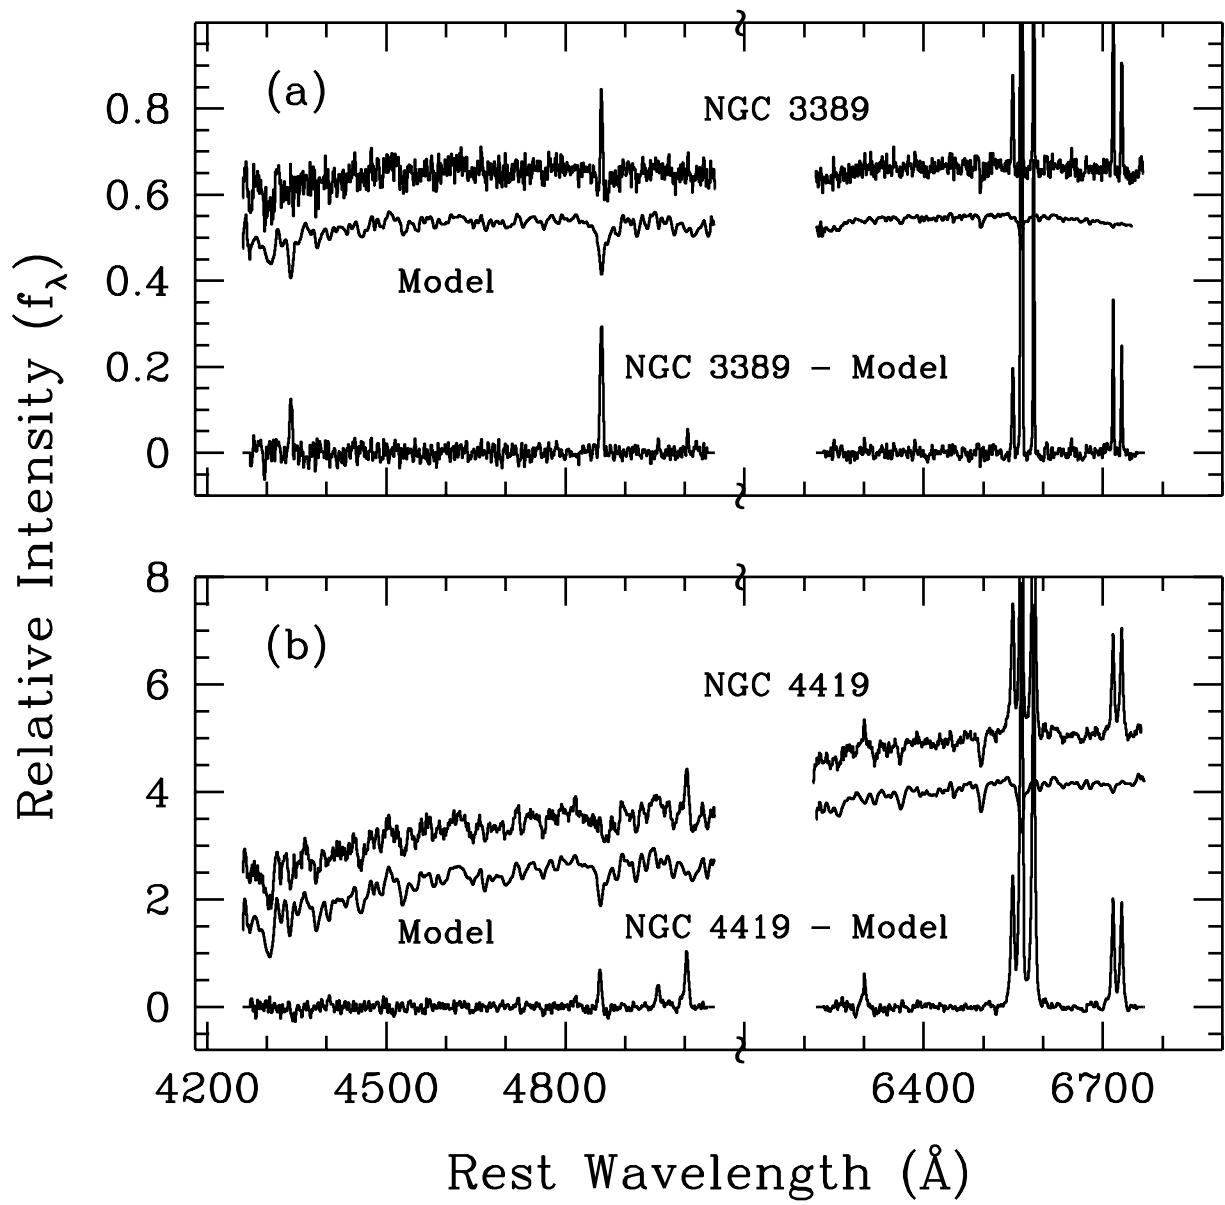 (a)
NGC 3389
0.8
0.6
0.4
0.2
0
Model
NGC 3389 − Model
Relative Intensity (fλ)
8
6
4
2
0
(b)
NGC 4419
Model
NGC 4419 − Model
4200 4500 4800 6400 6700
Rest Wavelength (Å)